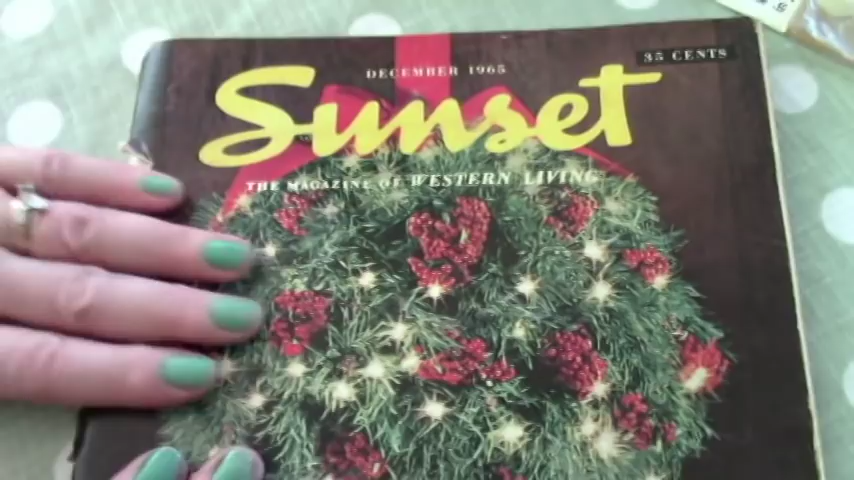 35 CENTS
DECEMBER 1965
Sunset
THE MAGAZINE OF WESTERN LIVING